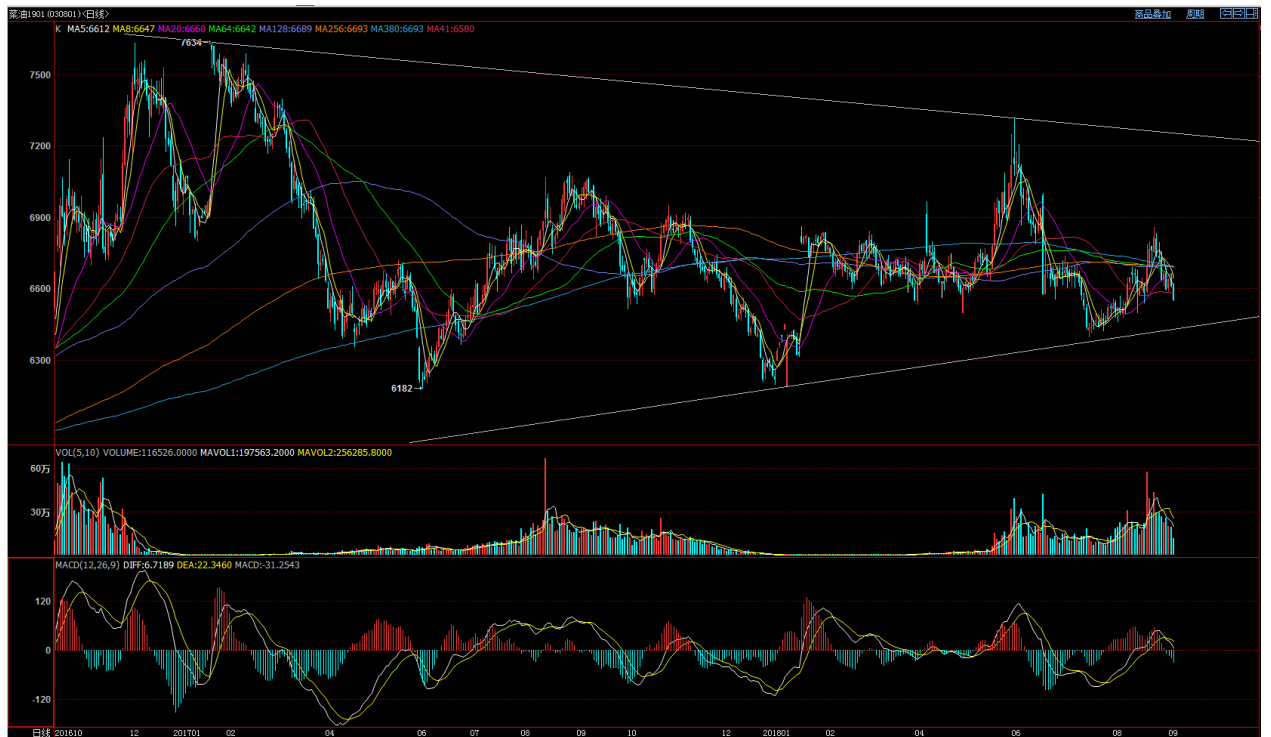 菜油1901 (030801)<日线> 商品叠加 周期
K MA5:6612 MA8:6647 MA20:6660 MA64:6642 MA128:6689 MA256:6693 MA380:6693 MA41:6580
7634
7500
7200
6900
6600
6300
6182
VOL(5,10) VOLUME:116526.0000 MAVOL1:197563.2000 MAVOL2:256285.8000
60万
30万
MACD(12,26,9) DIFF:6.7189 DEA:22.3460 MACD:-31.2543
120
0
-120
日线 201610 12 201701 02 04 06 07 08 09 10 12 201801 02 04 06 08 09